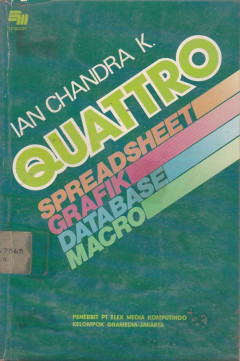 IAN CHANDRA K.
QUATTRO
SPREADSHEET
GRAFIK
DATABASE
MACRO
PENERBIT PT ELEX MEDIA KOMPUTINDO
KELOMPOK GRAMEDIA-JAKARTA